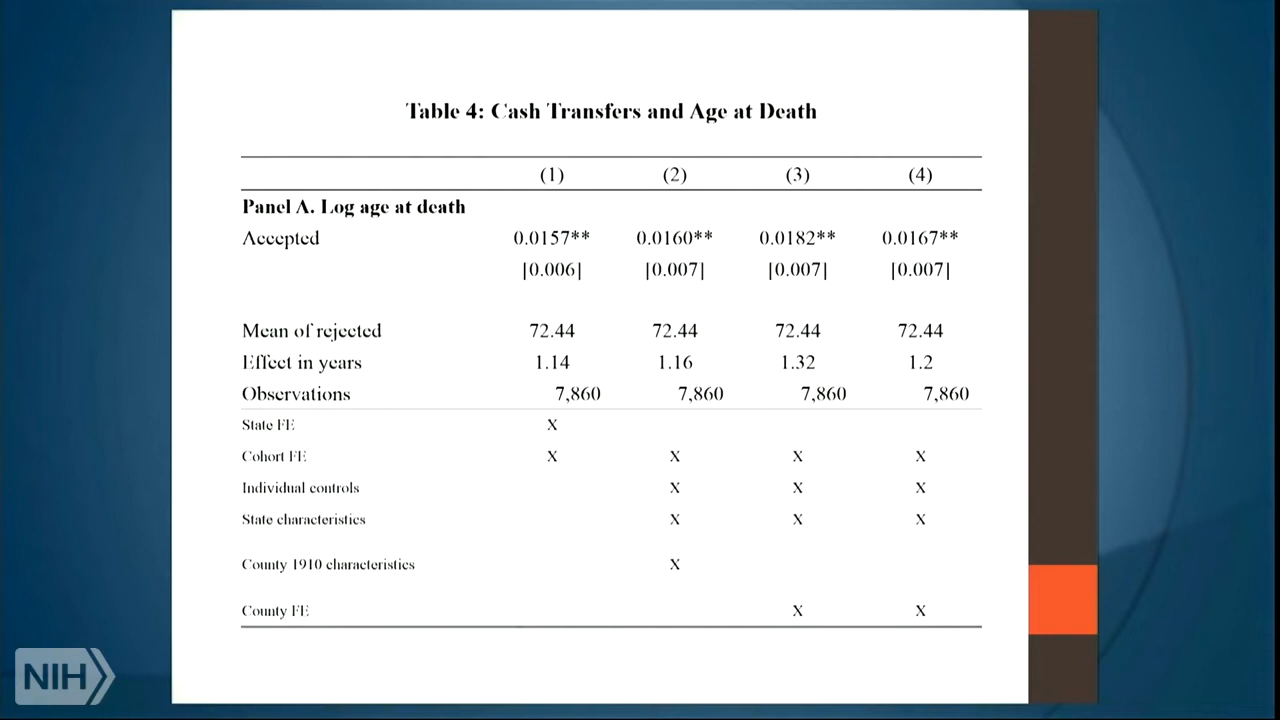 Table 4: Cash Transfers and Age at Death
(1) (2) (3) (4)
Panel A. Log age at death
Accepted 0.0157** 0.0160** 0.0182** 0.0167**
[0.006] [0.007] [0.007] [0.007]
Mean of rejected 72.44 72.44 72.44 72.44
Effect in years 1.14 1.16 1.32 1.2
Observations 7,860 7,860 7,860 7,860
State FE X
Cohort FE X X X X
Individual controls X X X
State characteristics X X X
County 1910 characteristics X
County FE X X
NIH